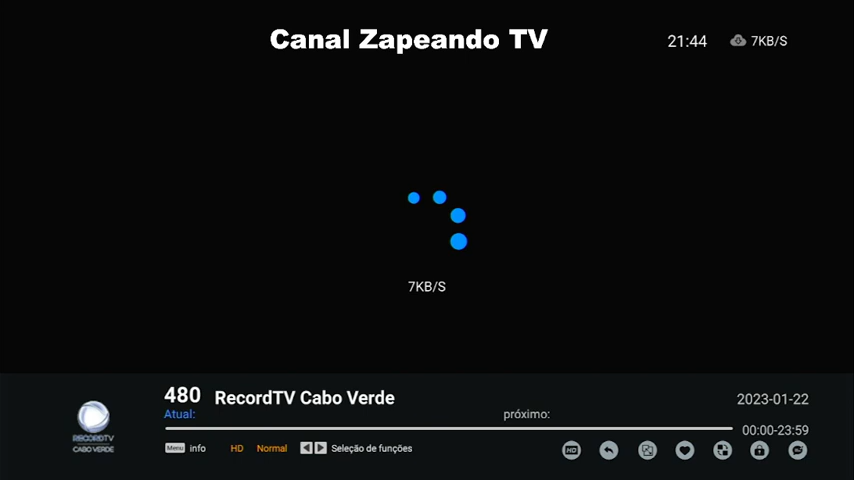 Canal Zapeando TV
21:44
7KB/S
7KB/S
480 RecordTV Cabo Verde
2023-01-22
Atual:
próximo:
00:00-23:59
RECORDTV
CABO VERDE
Menu info HD Normal Seleção de funções
HD